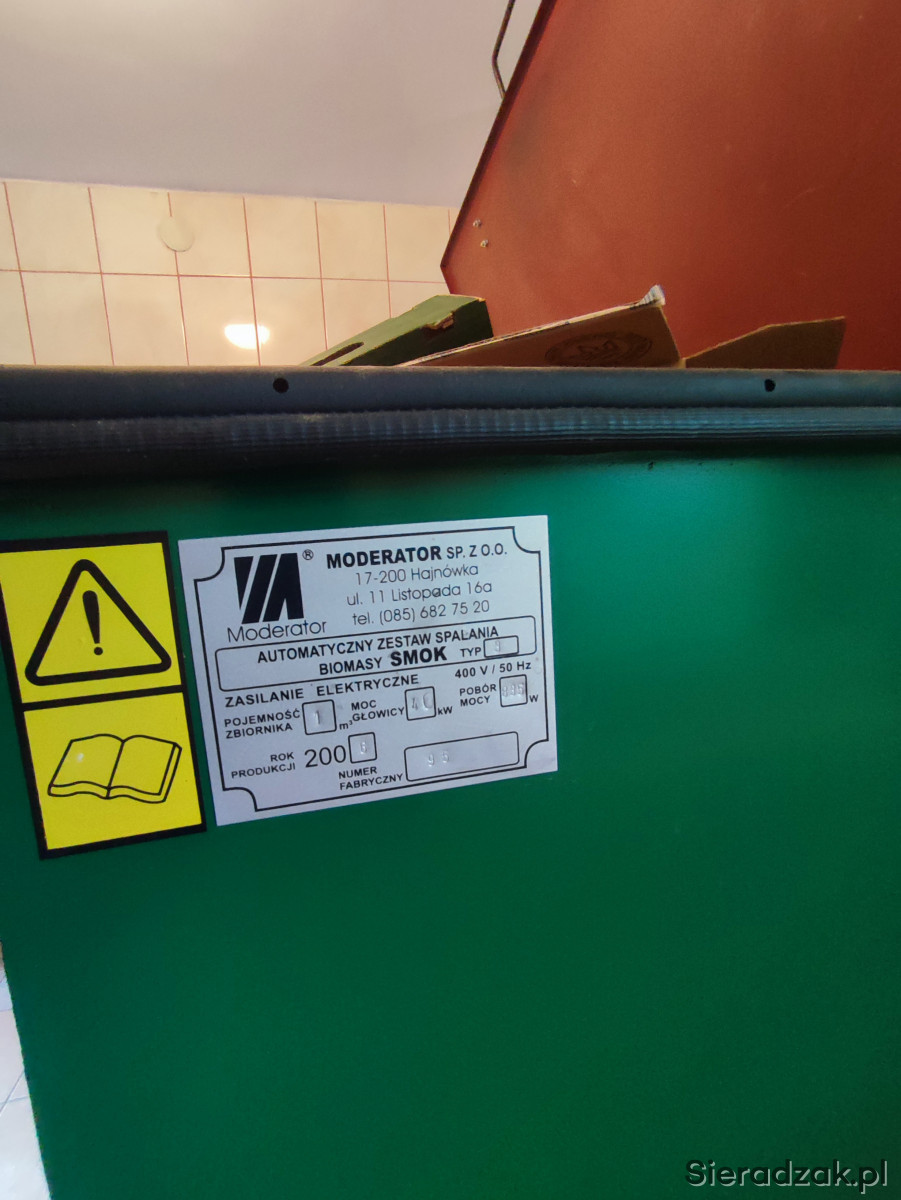 MODERATOR SP. Z O.O.
17-200 Hajnówka
ul. 11 Listopada 16a
tel. (085) 682 75 20
Moderator ®
AUTOMATYCZNY ZESTAW SPALANIA
BIOMASY SMOK TYP
ZASILANIE ELEKTRYCZNE 400 V / 50 Hz
POJEMNOŚĆ ZBIORNIKA 1 m³ MOC GŁOWICY kW POBÓR MOCY W
ROK PRODUKCJI 200
NUMER FABRYCZNY 95
Sieradzak.pl